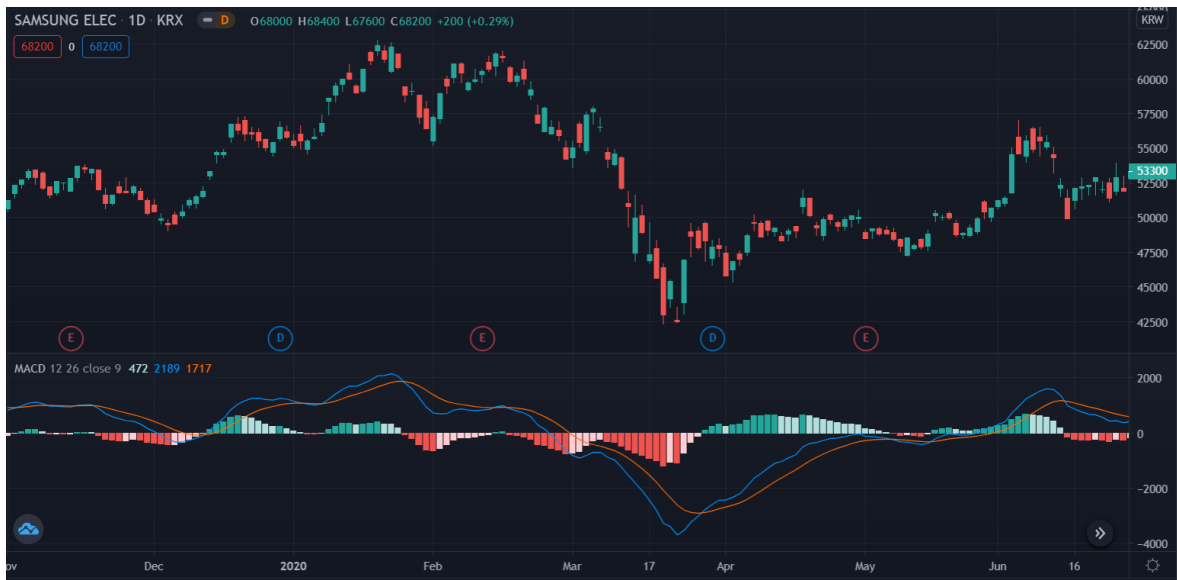 SAMSUNG ELEC · 1D · KRX D O68000 H68400 L67600 C68200 +200 (+0.29%)
KRW
68200 0 68200
62500
60000
57500
55000
53300
52500
50000
47500
45000
42500
E D E D E
MACD 12 26 close 9 472 2189 1717
2000
0
−2000
−4000
Dec 2020 Feb Mar 17 Apr May Jun 16